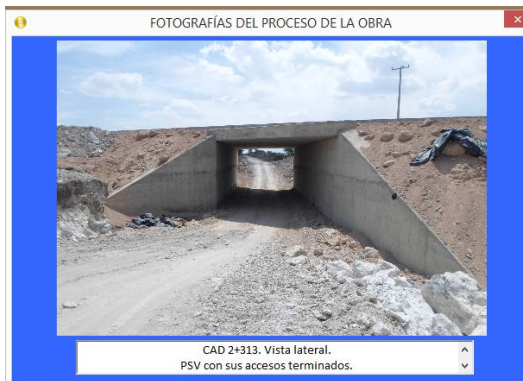 FOTOGRAFÍAS DEL PROCESO DE LA OBRA
CAD 2+313. Vista lateral.
PSV con sus accesos terminados.